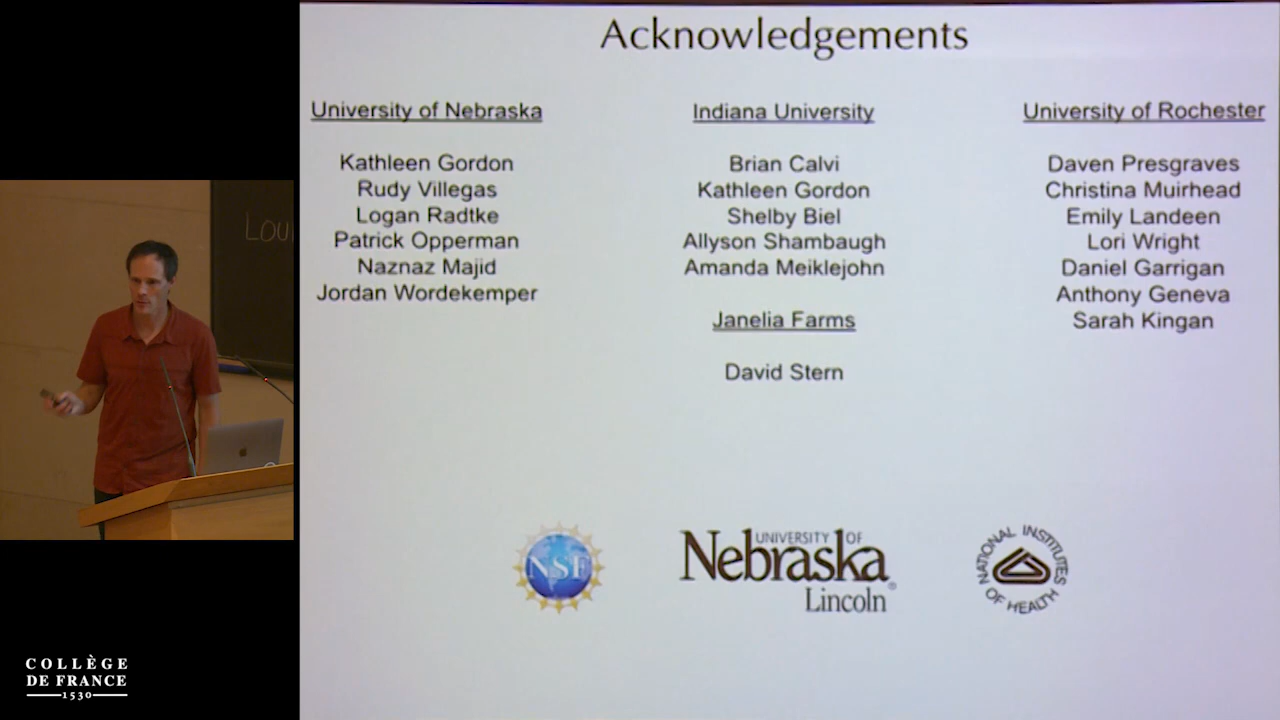 Acknowledgements
University of Nebraska
Kathleen Gordon
Rudy Villegas
Logan Radtke
Patrick Opperman
Naznaz Majid
Jordan Wordekemper
Indiana University
Brian Calvi
Kathleen Gordon
Shelby Biel
Allyson Shambaugh
Amanda Meiklejohn
Janelia Farms
David Stern
University of Rochester
Daven Presgraves
Christina Muirhead
Emily Landeen
Lori Wright
Daniel Garrigan
Anthony Geneva
Sarah Kingan
NSF
UNIVERSITY OF
Nebraska
Lincoln
NATIONAL INSTITUTES
OF HEALTH
LOUI
COLLÈGE
DE FRANCE
1530